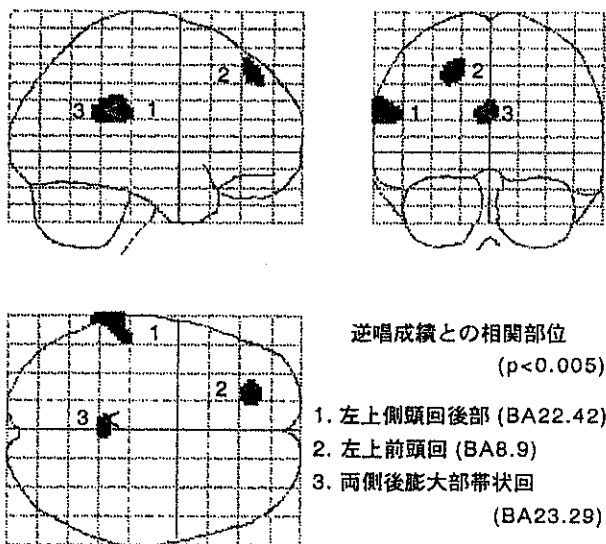 2
3
1
2
1
3
1
2
3
逆唱成績との相関部位
(p<0.005)
1. 左上側頭回後部 (BA22.42)
2. 左上前頭回 (BA8.9)
3. 両側後膨大部帯状回
(BA23.29)